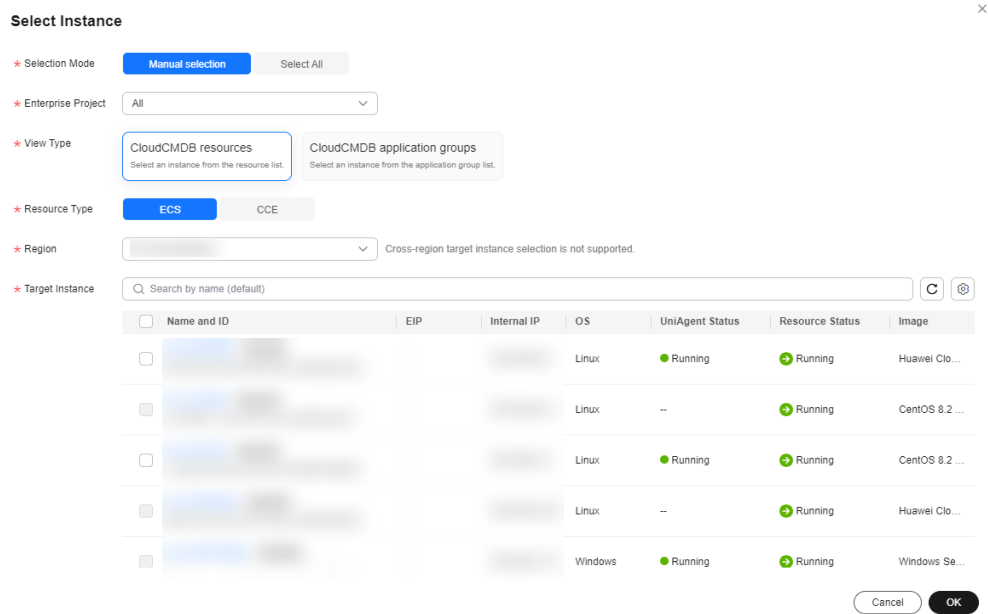 Select Instance
* Selection Mode Manual selection Select All
* Enterprise Project All
* View Type CloudCMDB resources CloudCMDB application groups
Select an instance from the resource list. Select an instance from the application group list.
* Resource Type ECS CCE
* Region Cross-region target instance selection is not supported.
* Target Instance Search by name (default)
Name and ID EIP Internal IP OS UniAgent Status Resource Status Image
Linux Running Running Huawei Clo...
Linux -- Running CentOS 8.2 ...
Linux Running Running CentOS 8.2 ...
Linux -- Running Huawei Clo...
Windows Running Running Windows Se...
Cancel OK